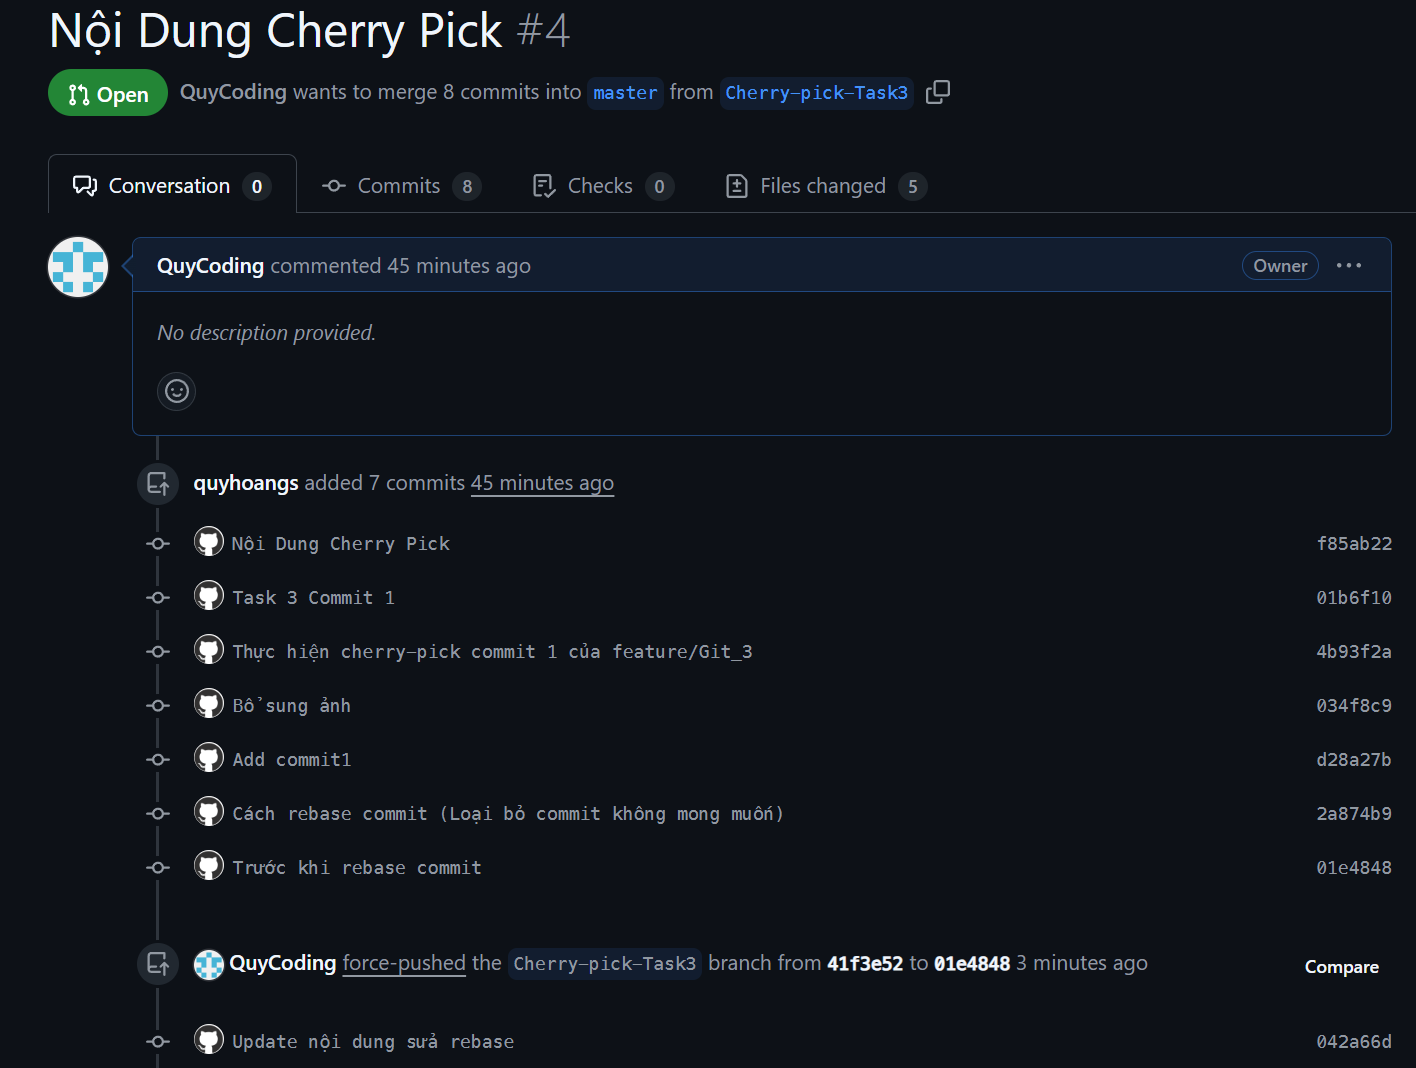 Nội Dung Cherry Pick #4
Open QuyCoding wants to merge 8 commits into master from Cherry-pick-Task3
Conversation 0 Commits 8 Checks 0 Files changed 5
QuyCoding commented 45 minutes ago Owner
No description provided.
quyhoangs added 7 commits 45 minutes ago
Nội Dung Cherry Pick f85ab22
Task 3 Commit 1 01b6f10
Thực hiện cherry-pick commit 1 của feature/Git_3 4b93f2a
Bổ sung ảnh 034f8c9
Add commit1 d28a27b
Cách rebase commit (Loại bỏ commit không mong muốn) 2a874b9
Trước khi rebase commit 01e4848
QuyCoding force-pushed the Cherry-pick-Task3 branch from 41f3e52 to 01e4848 3 minutes ago Compare
Update nội dung sửả rebase 042a66d